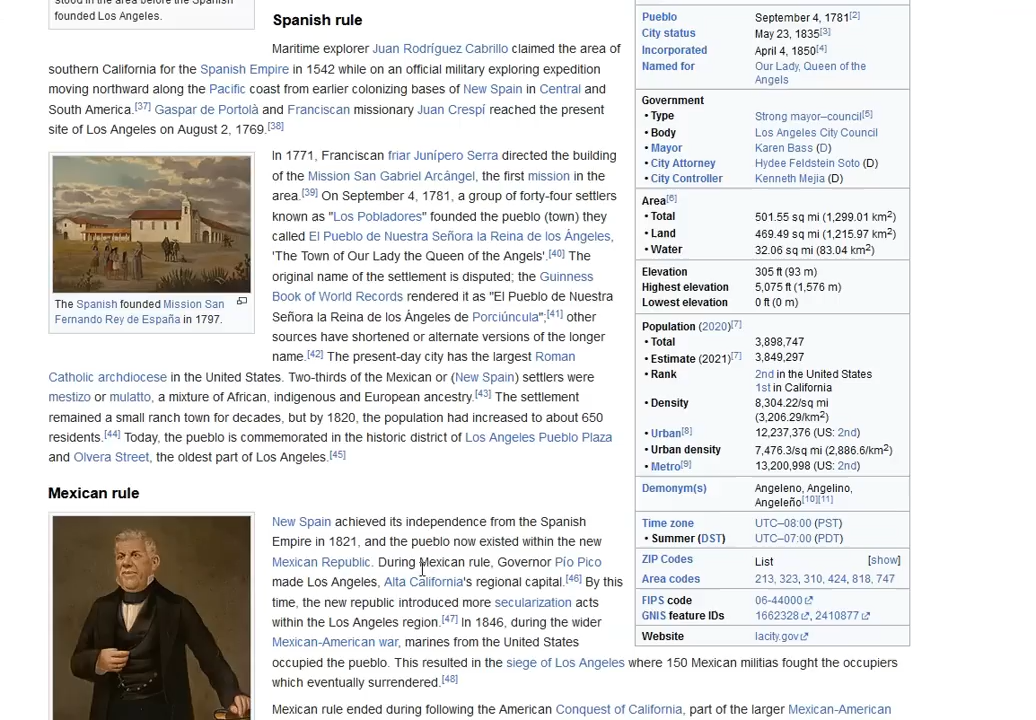 stood in the area before the Spanish
founded Los Angeles.
Spanish rule
Maritime explorer Juan Rodríguez Cabrillo claimed the area of
southern California for the Spanish Empire in 1542 while on an official military exploring expedition
moving northward along the Pacific coast from earlier colonizing bases of New Spain in Central and
South America.[37] Gaspar de Portolà and Franciscan missionary Juan Crespí reached the present
site of Los Angeles on August 2, 1769.[38]
The Spanish founded Mission San
Fernando Rey de España in 1797.
In 1771, Franciscan friar Junípero Serra directed the building
of the Mission San Gabriel Arcángel, the first mission in the
area.[39] On September 4, 1781, a group of forty-four settlers
known as "Los Pobladores" founded the pueblo (town) they
called El Pueblo de Nuestra Señora la Reina de los Ángeles,
'The Town of Our Lady the Queen of the Angels'.[40] The
original name of the settlement is disputed; the Guinness
Book of World Records rendered it as "El Pueblo de Nuestra
Señora la Reina de los Ángeles de Porciúncula";[41] other
sources have shortened or alternate versions of the longer
name.[42] The present-day city has the largest Roman
Catholic archdiocese in the United States. Two-thirds of the Mexican or (New Spain) settlers were
mestizo or mulatto, a mixture of African, indigenous and European ancestry.[43] The settlement
remained a small ranch town for decades, but by 1820, the population had increased to about 650
residents.[44] Today, the pueblo is commemorated in the historic district of Los Angeles Pueblo Plaza
and Olvera Street, the oldest part of Los Angeles.[45]
Mexican rule
New Spain achieved its independence from the Spanish
Empire in 1821, and the pueblo now existed within the new
Mexican Republic. During Mexican rule, Governor Pío Pico
made Los Angeles, Alta California's regional capital.[46] By this
time, the new republic introduced more secularization acts
within the Los Angeles region.[47] In 1846, during the wider
Mexican-American war, marines from the United States
occupied the pueblo. This resulted in the siege of Los Angeles where 150 Mexican militias fought the occupiers
which eventually surrendered.[48]
Mexican rule ended during following the American Conquest of California, part of the larger Mexican-American
Pueblo September 4, 1781[2]
City status May 23, 1835[3]
Incorporated April 4, 1850[4]
Named for Our Lady, Queen of the
Angels
Government
• Type Strong mayor–council[5]
• Body Los Angeles City Council
• Mayor Karen Bass (D)
• City Attorney Hydee Feldstein Soto (D)
• City Controller Kenneth Mejia (D)
Area[6]
• Total 501.55 sq mi (1,299.01 km²)
• Land 469.49 sq mi (1,215.97 km²)
• Water 32.06 sq mi (83.04 km²)
Elevation 305 ft (93 m)
Highest elevation 5,075 ft (1,576 m)
Lowest elevation 0 ft (0 m)
Population (2020)[7]
• Total 3,898,747
• Estimate (2021)[7] 3,849,297
• Rank 2nd in the United States
1st in California
• Density 8,304.22/sq mi
(3,206.29/km²)
• Urban[8] 12,237,376 (US: 2nd)
• Urban density 7,476.3/sq mi (2,886.6/km²)
• Metro[9] 13,200,998 (US: 2nd)
Demonym(s) Angeleno, Angelino,
Angeleño[10][11]
Time zone UTC–08:00 (PST)
• Summer (DST) UTC–07:00 (PDT)
ZIP Codes List [show]
Area codes 213, 323, 310, 424, 818, 747
FIPS code 06-44000
GNIS feature IDs 1662328, 2410877
Website lacity.gov